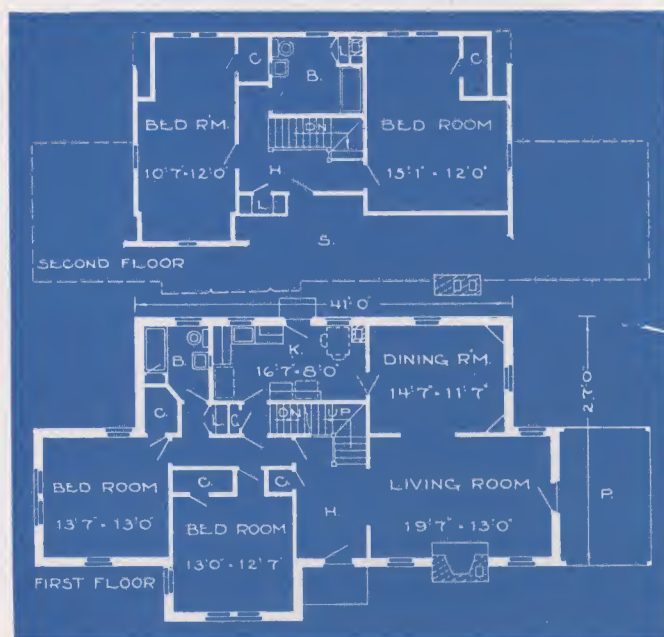 C.
B.
L
C
BED R'M.
DN
BED ROOM
10'7"-12'0"
H.
15'1" - 12'0"
L
S.
SECOND FLOOR
41'0"
B.
K.
16'7"-8'0"
DINING R'M.
14'7"-11'7"
27'0"
C.
L
C.
DN
UP
BED ROOM
13'7"-13'0"
C.
C.
H.
LIVING ROOM
19'7"-13'0"
P.
BED ROOM
13'0"-12'7"
FIRST FLOOR